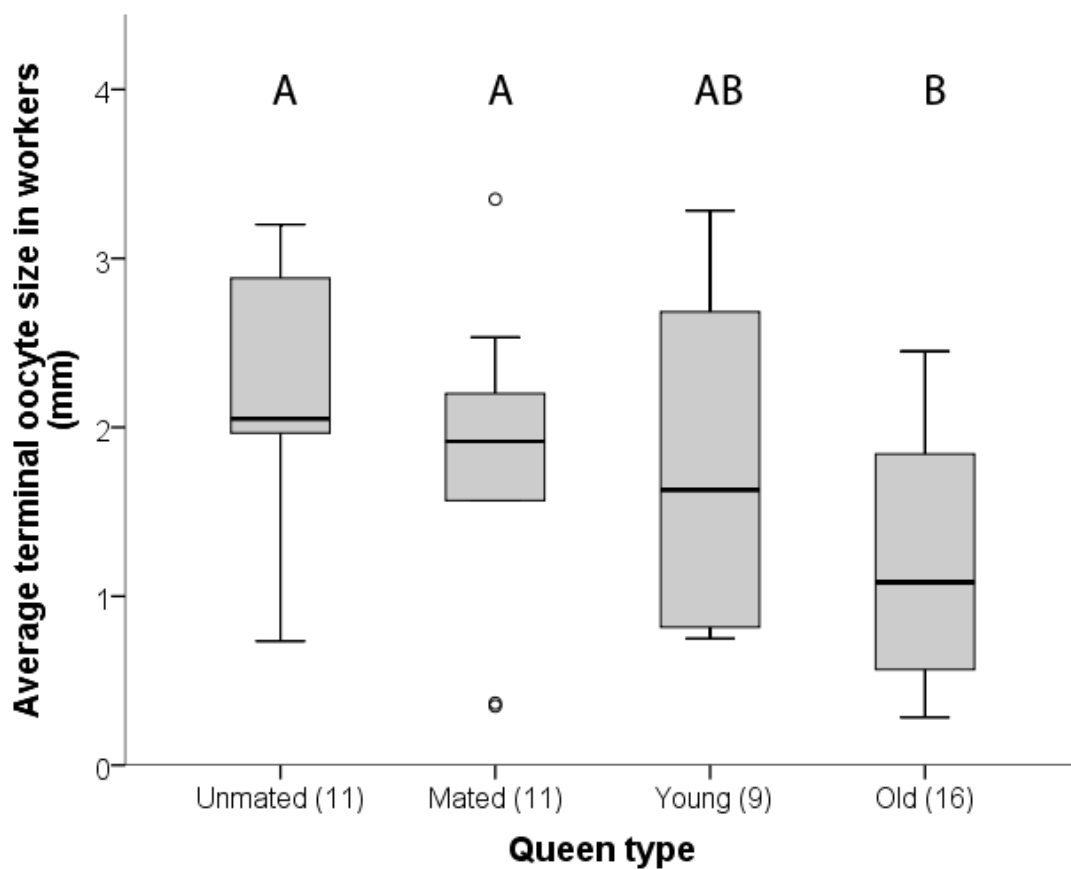 Average terminal oocyte size in workers
(mm)
4
3
2
1
0
A A AB B
Unmated (11) Mated (11) Young (9) Old (16)
Queen type